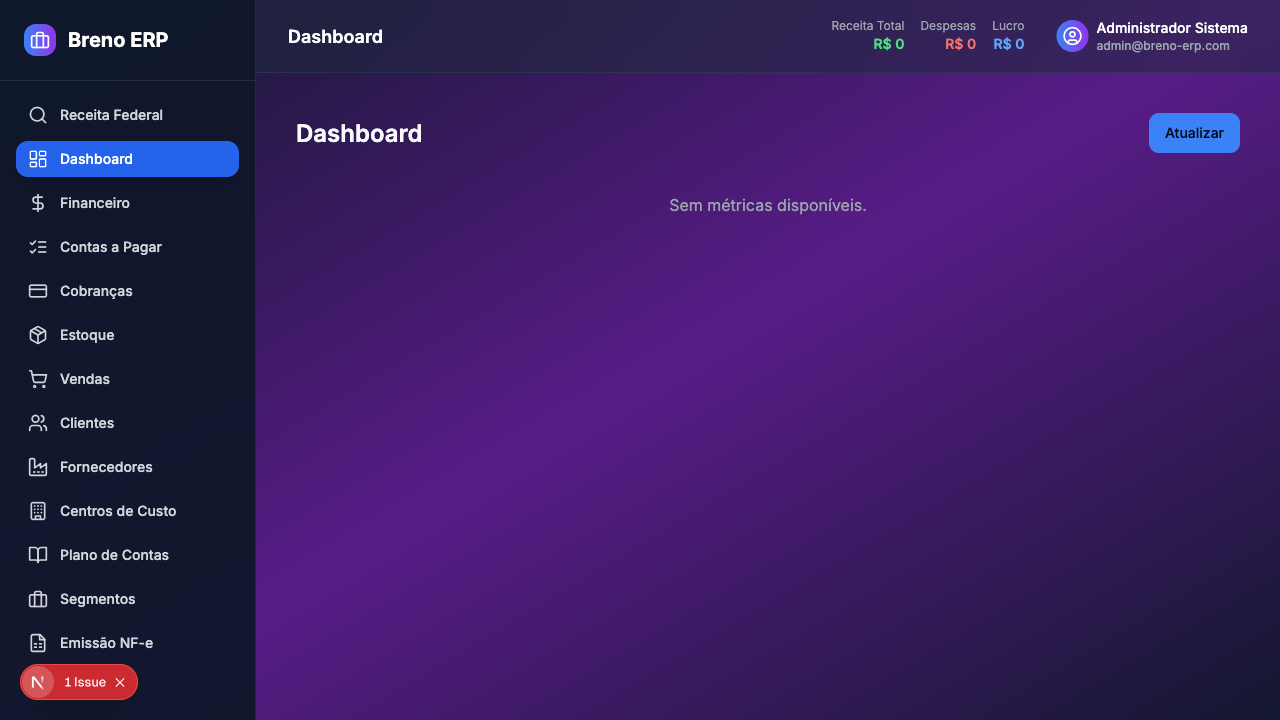 Breno ERP
Receita Federal
Dashboard
Financeiro
Contas a Pagar
Cobranças
Estoque
Vendas
Clientes
Fornecedores
Centros de Custo
Plano de Contas
Segmentos
Emissão NF-e
N 1 Issue
Dashboard
Receita Total
R$ 0
Despesas
R$ 0
Lucro
R$ 0
Administrador Sistema
admin@breno-erp.com
Dashboard
Atualizar
Sem métricas disponíveis.